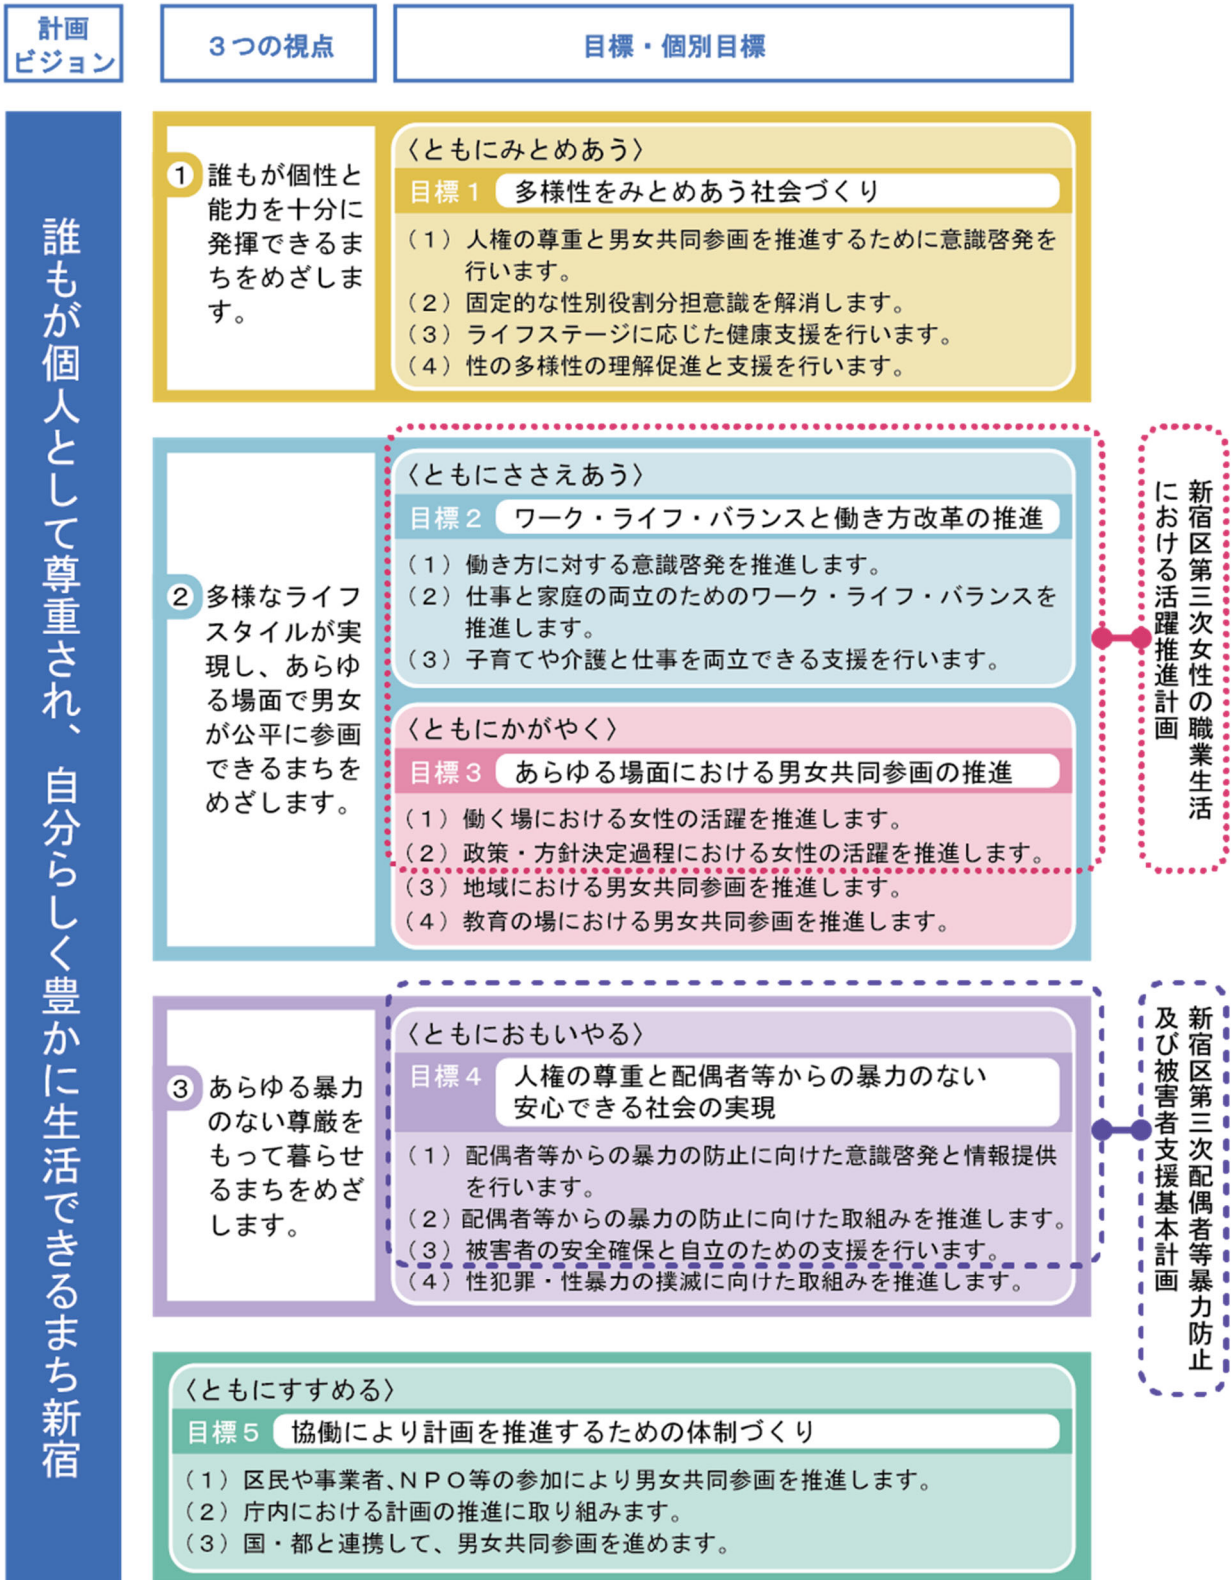 計画
ビジョン
3つの視点
目標・個別目標
誰もが個人として尊重され、自分らしく豊かに生活できるまち新宿
① 誰もが個性と
能力を十分に
発揮できるま
ちをめざしま
す。
〈ともにみとめあう〉
目標1 多様性をみとめあう社会づくり
（1）人権の尊重と男女共同参画を推進するために意識啓発を
行います。
（2）固定的な性別役割分担意識を解消します。
（3）ライフステージに応じた健康支援を行います。
（4）性の多様性の理解促進と支援を行います。
② 多様なライフ
スタイルが実
現し、あらゆ
る場面で男女
が公平に参画
できるまちを
めざします。
〈ともにささえあう〉
目標2 ワーク・ライフ・バランスと働き方改革の推進
（1）働き方に対する意識啓発を推進します。
（2）仕事と家庭の両立のためのワーク・ライフ・バランスを
推進します。
（3）子育てや介護と仕事を両立できる支援を行います。
〈ともにかがやく〉
目標3 あらゆる場面における男女共同参画の推進
（1）働く場における女性の活躍を推進します。
（2）政策・方針決定過程における女性の活躍を推進します。
（3）地域における男女共同参画を推進します。
（4）教育の場における男女共同参画を推進します。
新宿区第三次女性の職業生活
における活躍推進計画
③ あらゆる暴力
のない尊厳を
もって暮らせ
るまちをめざ
します。
〈ともにおもいやる〉
目標4 人権の尊重と配偶者等からの暴力のない
安心できる社会の実現
（1）配偶者等からの暴力の防止に向けた意識啓発と情報提供
を行います。
（2）配偶者等からの暴力の防止に向けた取組みを推進します。
（3）被害者の安全確保と自立のための支援を行います。
（4）性犯罪・性暴力の撲滅に向けた取組みを推進します。
新宿区第三次配偶者等暴力防止
及び被害者支援基本計画
〈ともにすすめる〉
目標5 協働により計画を推進するための体制づくり
（1）区民や事業者、NPO等の参加により男女共同参画を推進します。
（2）庁内における計画の推進に取り組みます。
（3）国・都と連携して、男女共同参画を進めます。